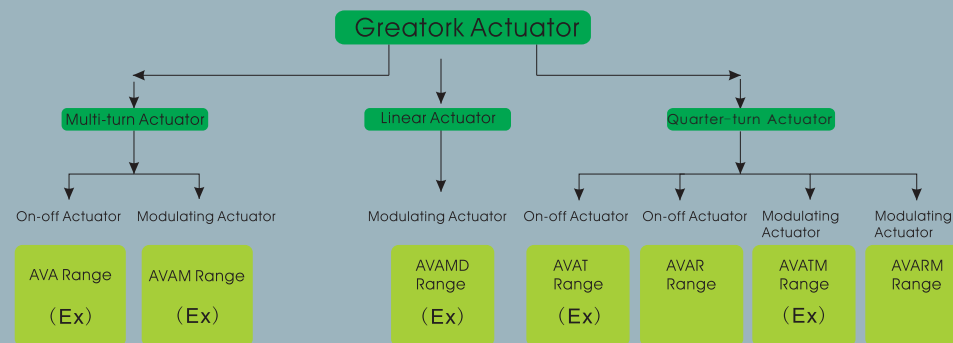 Greatork Actuator
Multi-turn Actuator
Linear Actuator
Quarter-turn Actuator
On-off Actuator
Modulating Actuator
Modulating Actuator
On-off Actuator
On-off Actuator
Modulating
Actuator
Modulating
Actuator
AVA Range
(Ex)
AVAM Range
(Ex)
AVAMD
Range
(Ex)
AVAT
Range
(Ex)
AVAR
Range
AVATM
Range
(Ex)
AVARM
Range